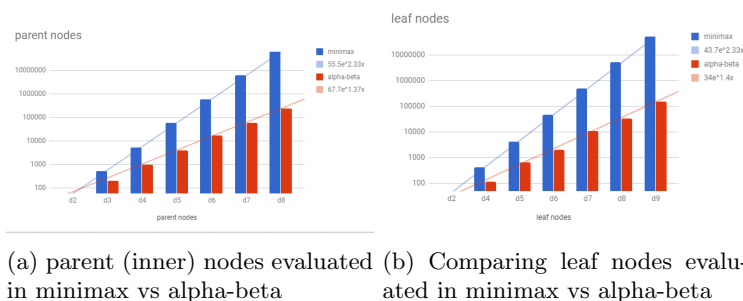 parent nodes
10000000
1000000
100000
10000
1000
100
d2 d3 d4 d5 d6 d7 d8
parent nodes
minimax
55.5e^2.33x
alpha-beta
67.7e^1.37x
leaf nodes
10000000
1000000
100000
10000
1000
100
d2 d4 d5 d6 d7 d8 d9
leaf nodes
minimax
43.7e^2.33x
alpha-beta
34e^1.4x
(a) parent (inner) nodes evaluated
in minimax vs alpha-beta
(b) Comparing leaf nodes evalu-
ated in minimax vs alpha-beta